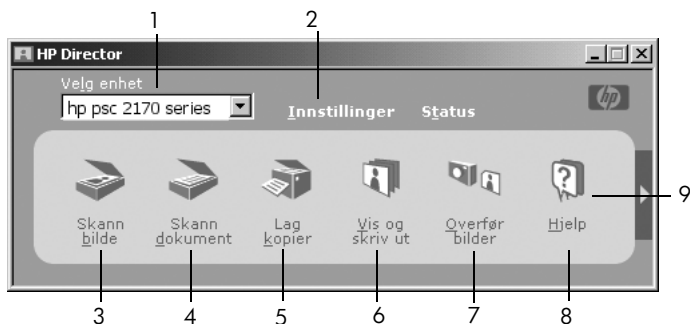 1
2
HP Director
Velg enhet
hp psc 2170 series
Innstillinger
Status
hp
Skann bilde
Skann dokument
Lag kopier
Vis og skriv ut
Overfør bilder
Hjelp
9
3
4
5
6
7
8